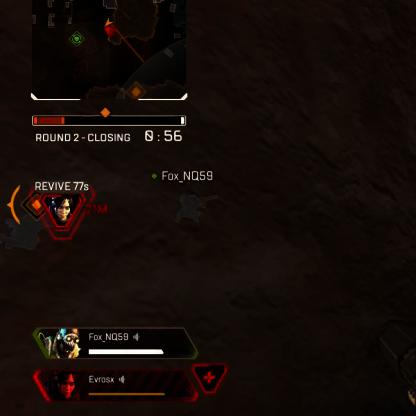 ROUND 2 - CLOSING 0:56
Fox_NQ59
REVIVE 77s
Fox_NQ59
Evrosx